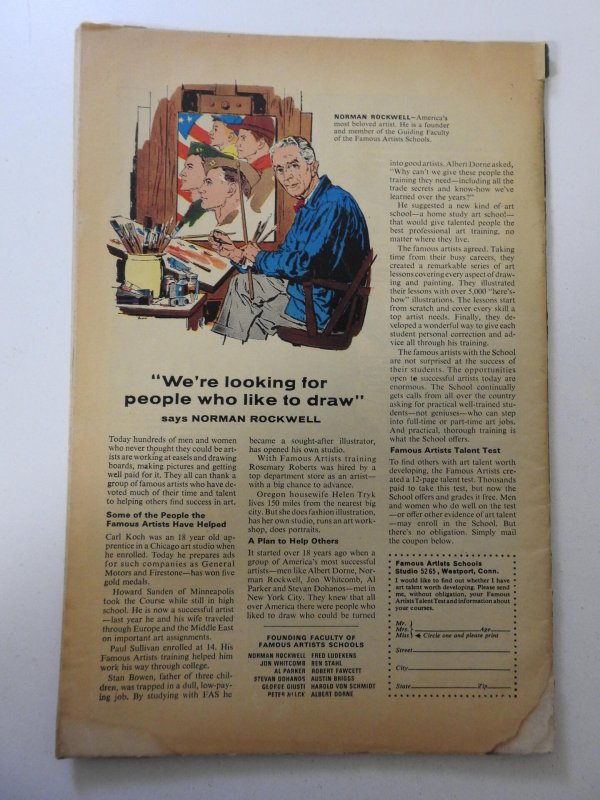 NORMAN ROCKWELL—America's
most beloved artist. He is a founder
and member of the Guiding Faculty
of the Famous Artists Schools.
"We're looking for
people who like to draw"
says NORMAN ROCKWELL
Today hundreds of men and women
who never thought they could be art-
ists are working at easels and drawing
boards, making pictures and getting
well paid for it. They all can thank a
group of famous artists who have de-
voted much of their time and talent
to helping others find success in art.
Some of the People the
Famous Artists Have Helped
Carl Koch was an 18 year old ap-
prentice in a Chicago art studio when
he enrolled. Today he prepares ads
for such companies as General
Motors and Firestone—has won five
gold medals.
Howard Sanden of Minneapolis
took the Course while still in high
school. He is now a successful artist
—last year he and his wife traveled
through Europe and the Middle East
on important art assignments.
Paul Sullivan enrolled at 14. His
Famous Artists training helped him
work his way through college.
Stan Bowen, father of three chil-
dren, was trapped in a dull, low-pay-
ing job. By studying with FAS he
became a sought-after illustrator,
has opened his own studio.
With Famous Artists training
Rosemary Roberts was hired by a
top department store as an artist—
with a big chance to advance.
Oregon housewife Helen Tryk
lives 150 miles from the nearest big
city. But she does fashion illustration,
has her own studio, runs an art work-
shop, does portraits.
A Plan to Help Others
It started over 18 years ago when a
group of America's most successful
artists—men like Albert Dorne, Nor-
man Rockwell, Jon Whitcomb, Al
Parker and Stevan Dohanos—met in
New York City. They knew that all
over America there were people who
liked to draw who could be turned
FOUNDING FACULTY OF
FAMOUS ARTISTS SCHOOLS
NORMAN ROCKWELL FRED LUDEKENS
JON WHITCOMB BEN STAHL
AL PARKER ROBERT FAWCETT
STEVAN DOHANOS AUSTIN BRIGGS
GEORGE GIUSTI HAROLD VON SCHMIDT
PETER HELCK ALBERT DORNE
into good artists. Albert Dorne asked,
"Why can't we give these people the
training they need—including all the
trade secrets and know-how we've
learned over the years?"
He suggested a new kind of art
school—a home study art school—
that would give talented people the
best professional art training, no
matter where they live.
The famous artists agreed. Taking
time from their busy careers, they
created a remarkable series of art
lessons covering every aspect of draw-
ing and painting. They illustrated
their lessons with over 5,000 "here's-
how" illustrations. The lessons start
from scratch and cover every skill a
top artist needs. Finally, they de-
veloped a wonderful way to give each
student personal correction and ad-
vice all through his training.
The famous artists with the School
are not surprised at the success of
their students. The opportunities
open to successful artists today are
enormous. The School continually
gets calls from all over the country
asking for practical well-trained stu-
dents—not geniuses—who can step
into full-time or part-time art jobs.
And practical, thorough training is
what the School offers.
Famous Artists Talent Test
To find others with art talent worth
developing, the Famous Artists cre-
ated a 12-page talent test. Thousands
paid to take this test, but now the
School offers and grades it free. Men
and women who do well on the test
—or offer other evidence of art talent
—may enroll in the School. But
there's no obligation. Simply mail
the coupon below.
Famous Artists Schools
Studio 5265, Westport, Conn.
I would like to find out whether I have
art talent worth developing. Please send
me, without obligation, your Famous
Artists Talent Test and information about
your courses.
Mr.
Mrs. Age
Miss Circle one and please print
Street
City
State Zip